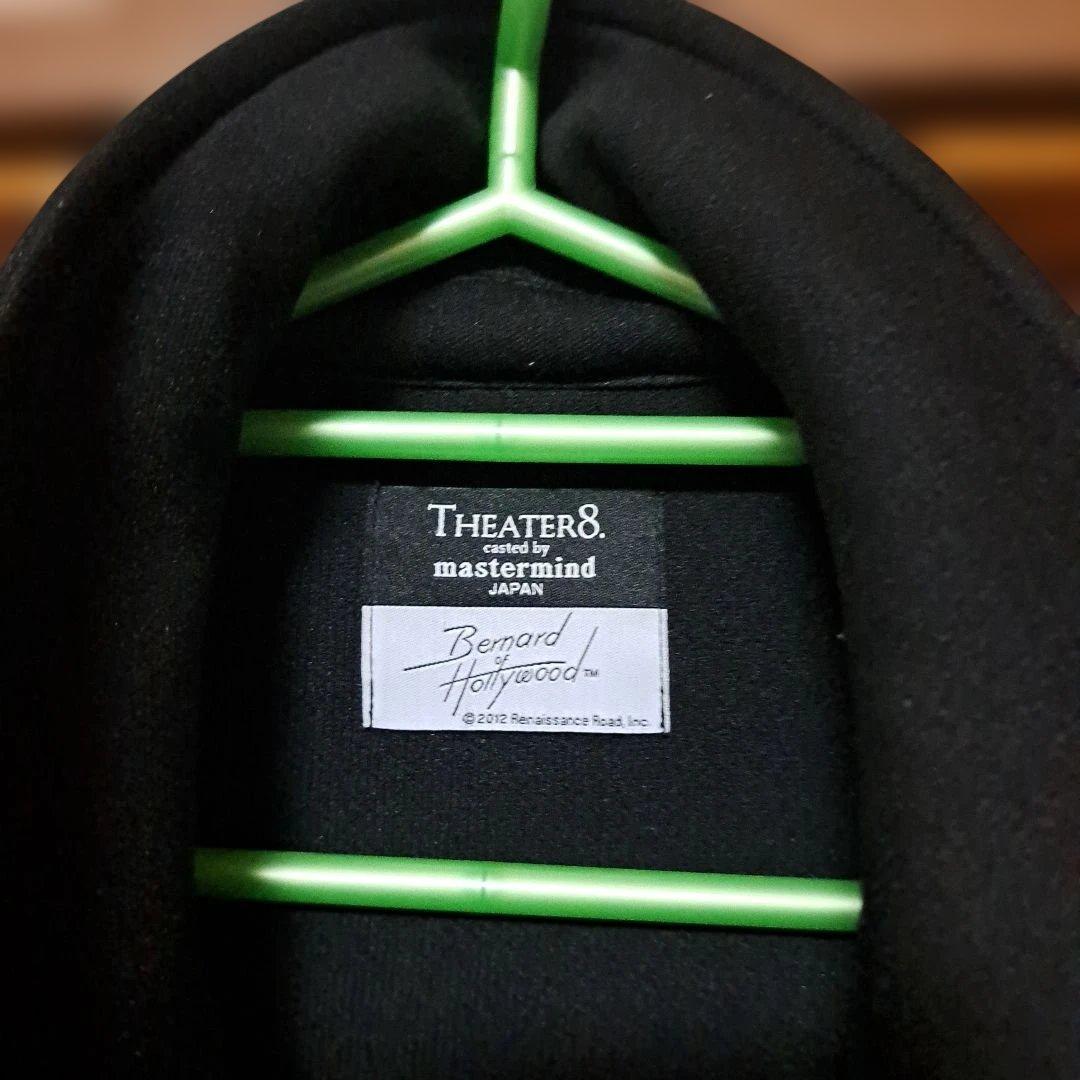 THEATER8.
casted by
mastermind
JAPAN
Bernard
of
Hollywood™
© 2012 Renaissance Road, Inc.